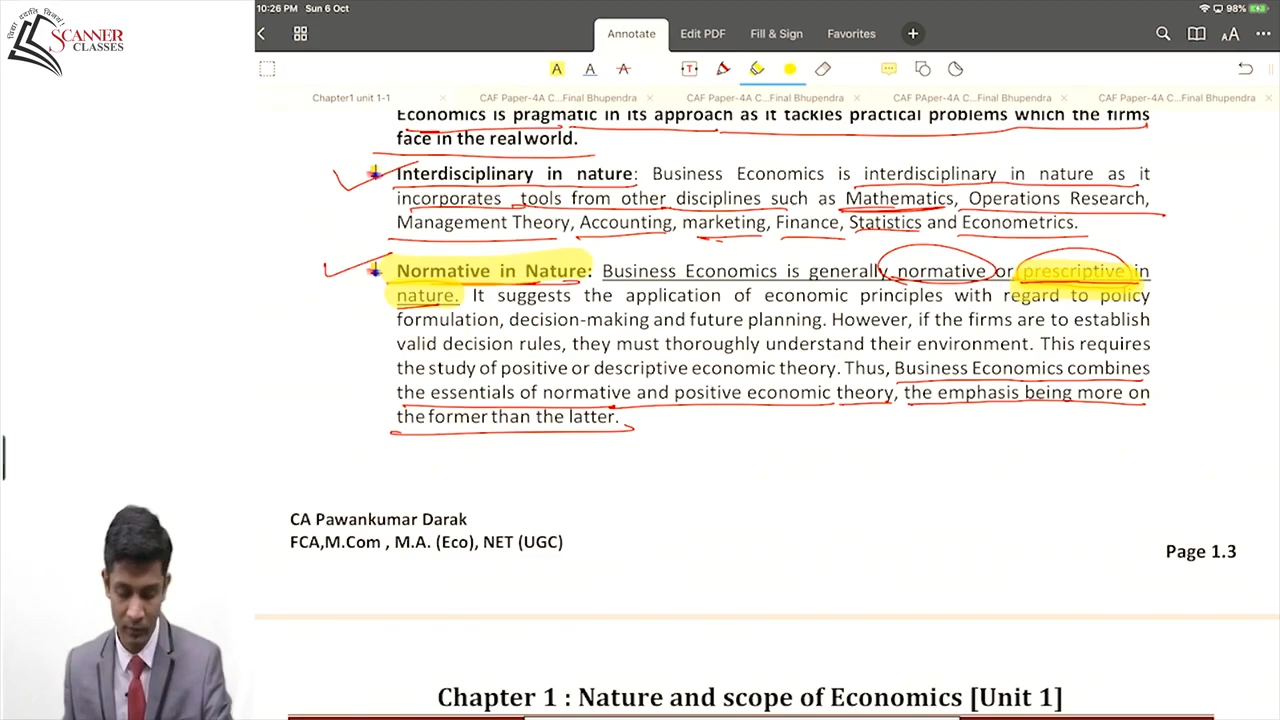 विद्या ददाति विनयं।
SCANNER
CLASSES
10:26 PM Sun 6 Oct
98%
Annotate Edit PDF Fill & Sign Favorites
Chapter1 unit 1-1 CAF Paper-4A C...Final Bhupendra CAF Paper-4A C...Final Bhupendra CAF PAper-4A C...Final Bhupendra CAF Paper-4A C...Final Bhupendra
Economics is pragmatic in its approach as it tackles practical problems which the firms
face in the real world.
Interdisciplinary in nature: Business Economics is interdisciplinary in nature as it
incorporates tools from other disciplines such as Mathematics, Operations Research,
Management Theory, Accounting, marketing, Finance, Statistics and Econometrics.
Normative in Nature: Business Economics is generally normative or prescriptive in
nature. It suggests the application of economic principles with regard to policy
formulation, decision-making and future planning. However, if the firms are to establish
valid decision rules, they must thoroughly understand their environment. This requires
the study of positive or descriptive economic theory. Thus, Business Economics combines
the essentials of normative and positive economic theory, the emphasis being more on
the former than the latter.
CA Pawankumar Darak
FCA,M.Com , M.A. (Eco), NET (UGC)
Page 1.3
Chapter 1 : Nature and scope of Economics [Unit 1]